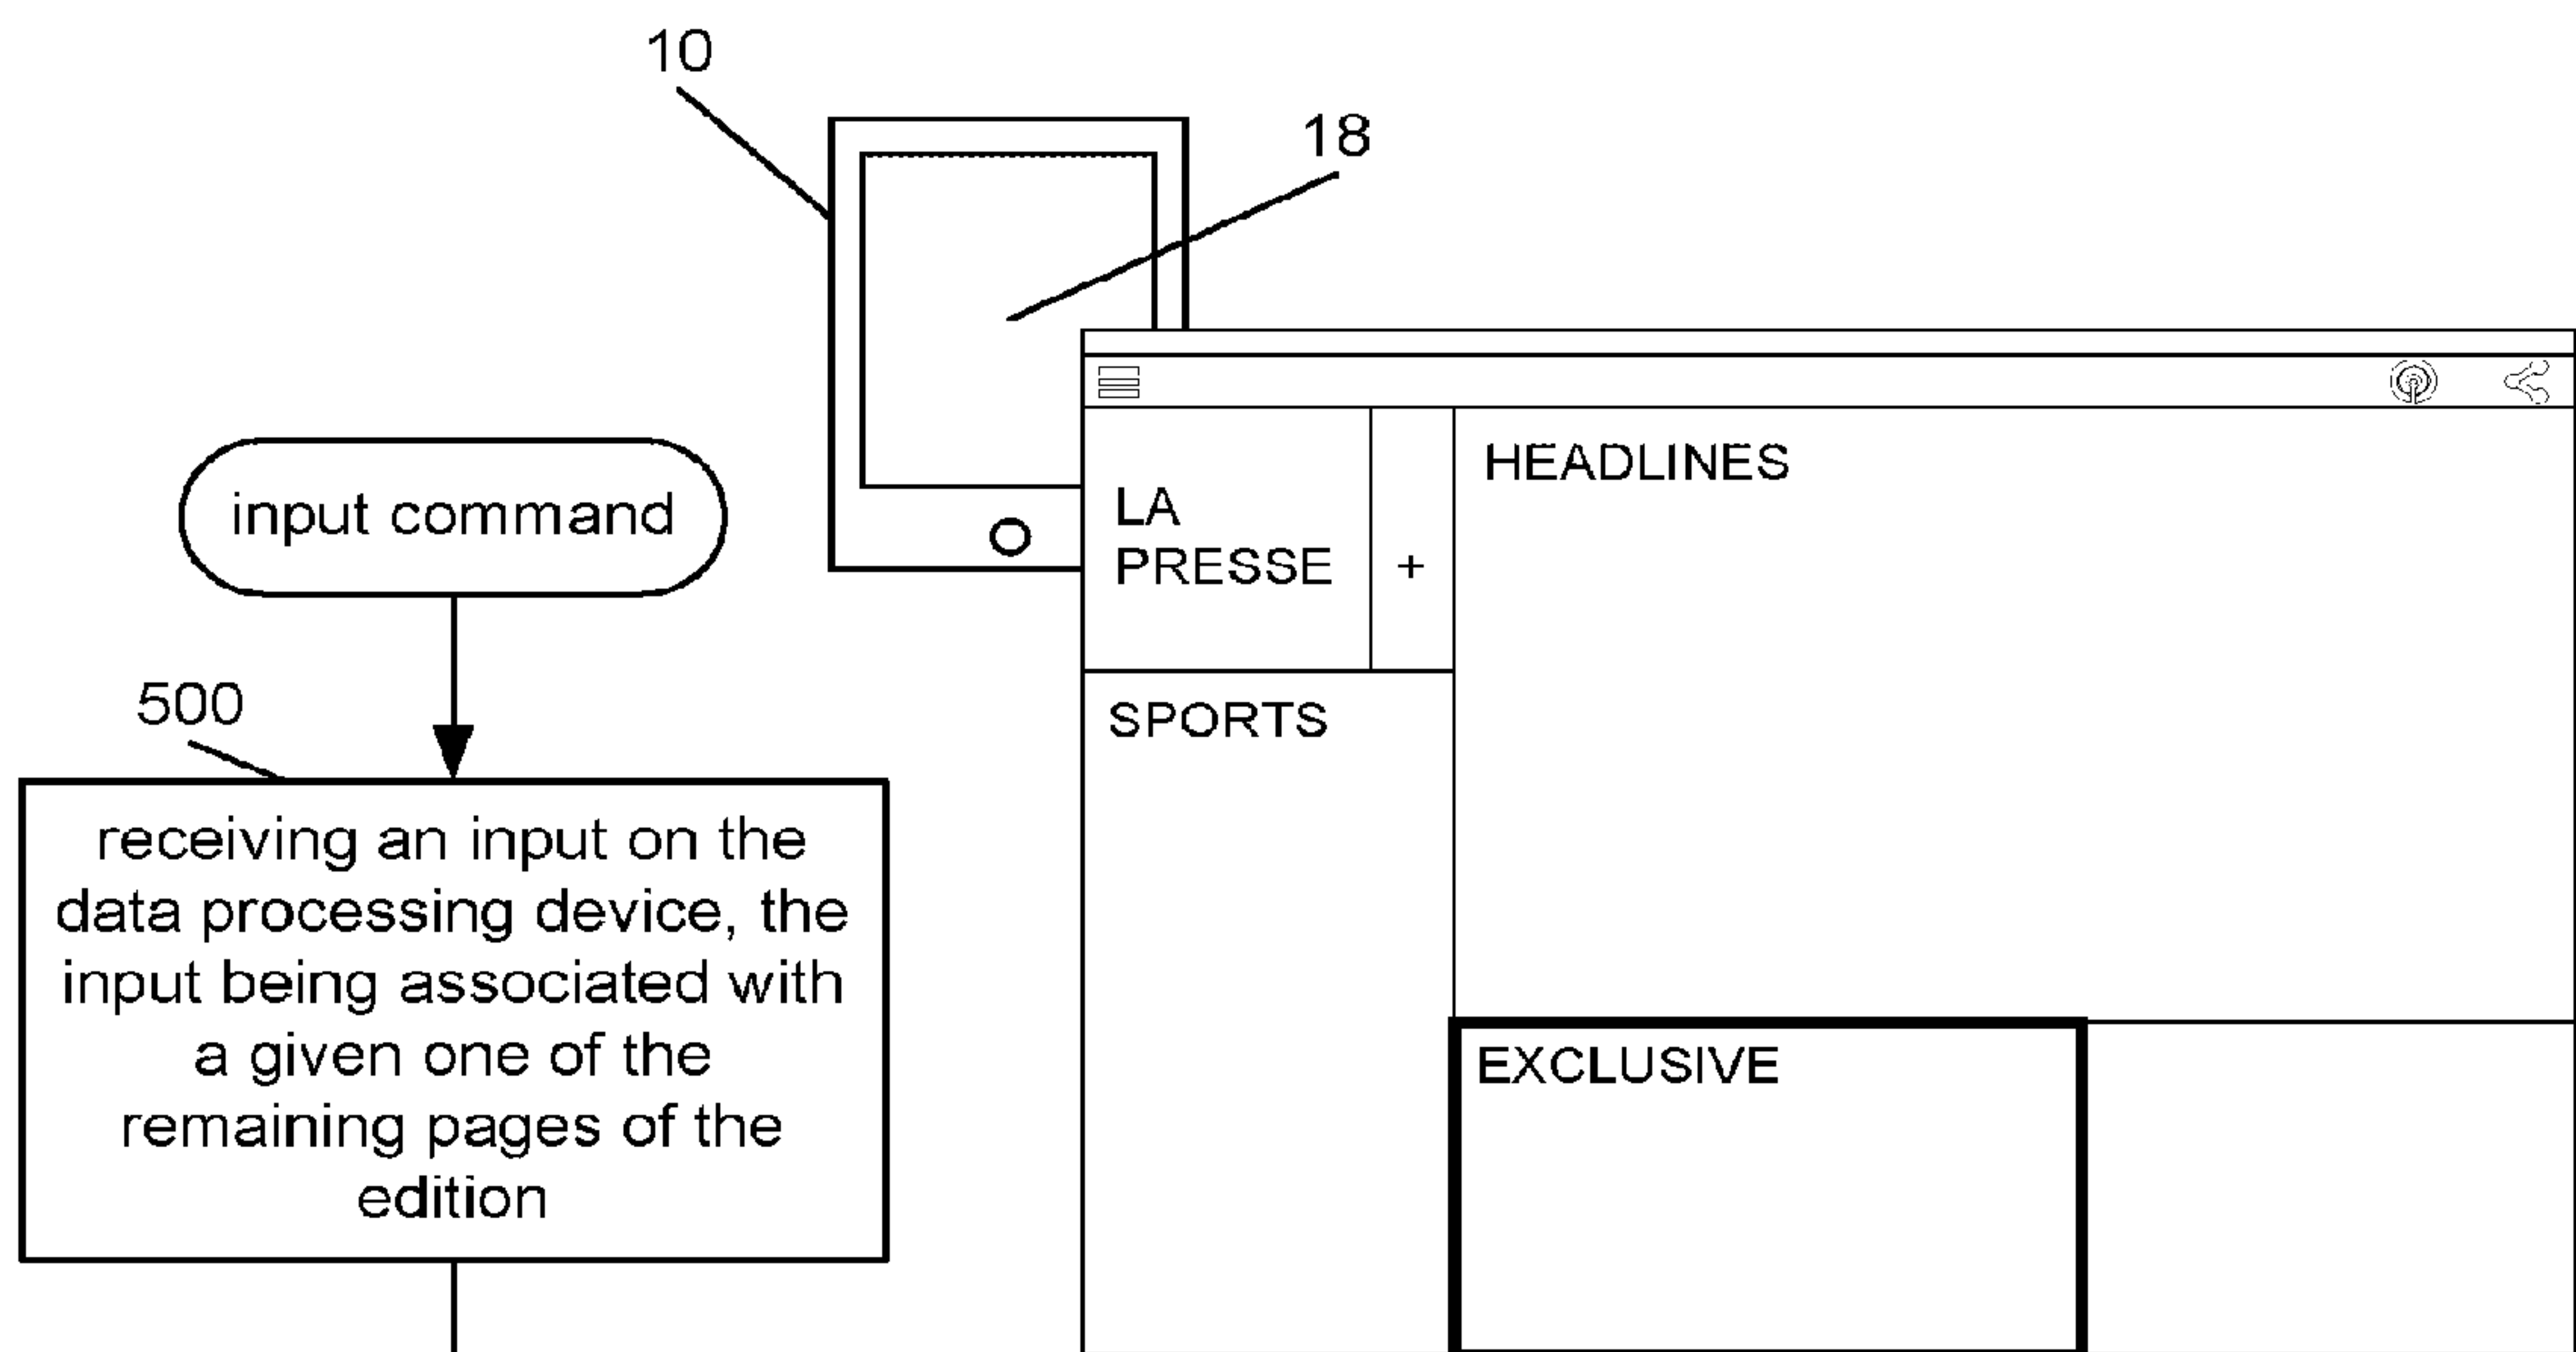 10
18
input command
500
receiving an input on the
data processing device, the
input being associated with
a given one of the
remaining pages of the
edition
LA
PRESSE
+
HEADLINES
SPORTS
EXCLUSIVE